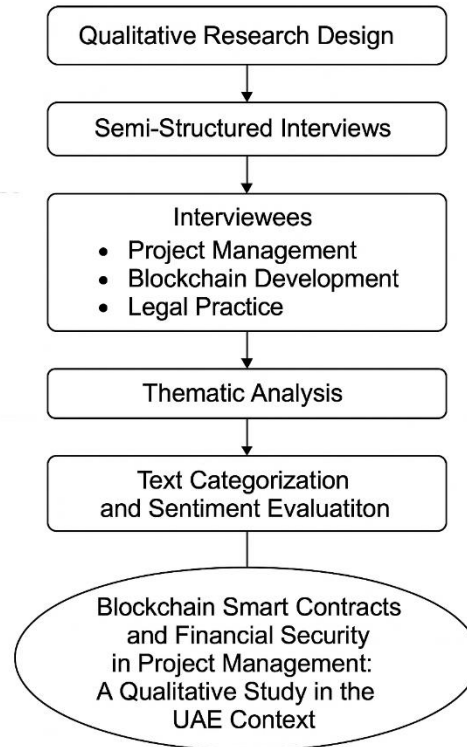 Qualitative Research Design
Semi-Structured Interviews
Interviewees
• Project Management
• Blockchain Development
• Legal Practice
Thematic Analysis
Text Categorization
and Sentiment Evaluatiton
Blockchain Smart Contracts
and Financial Security
in Project Management:
A Qualitative Study in the
UAE Context